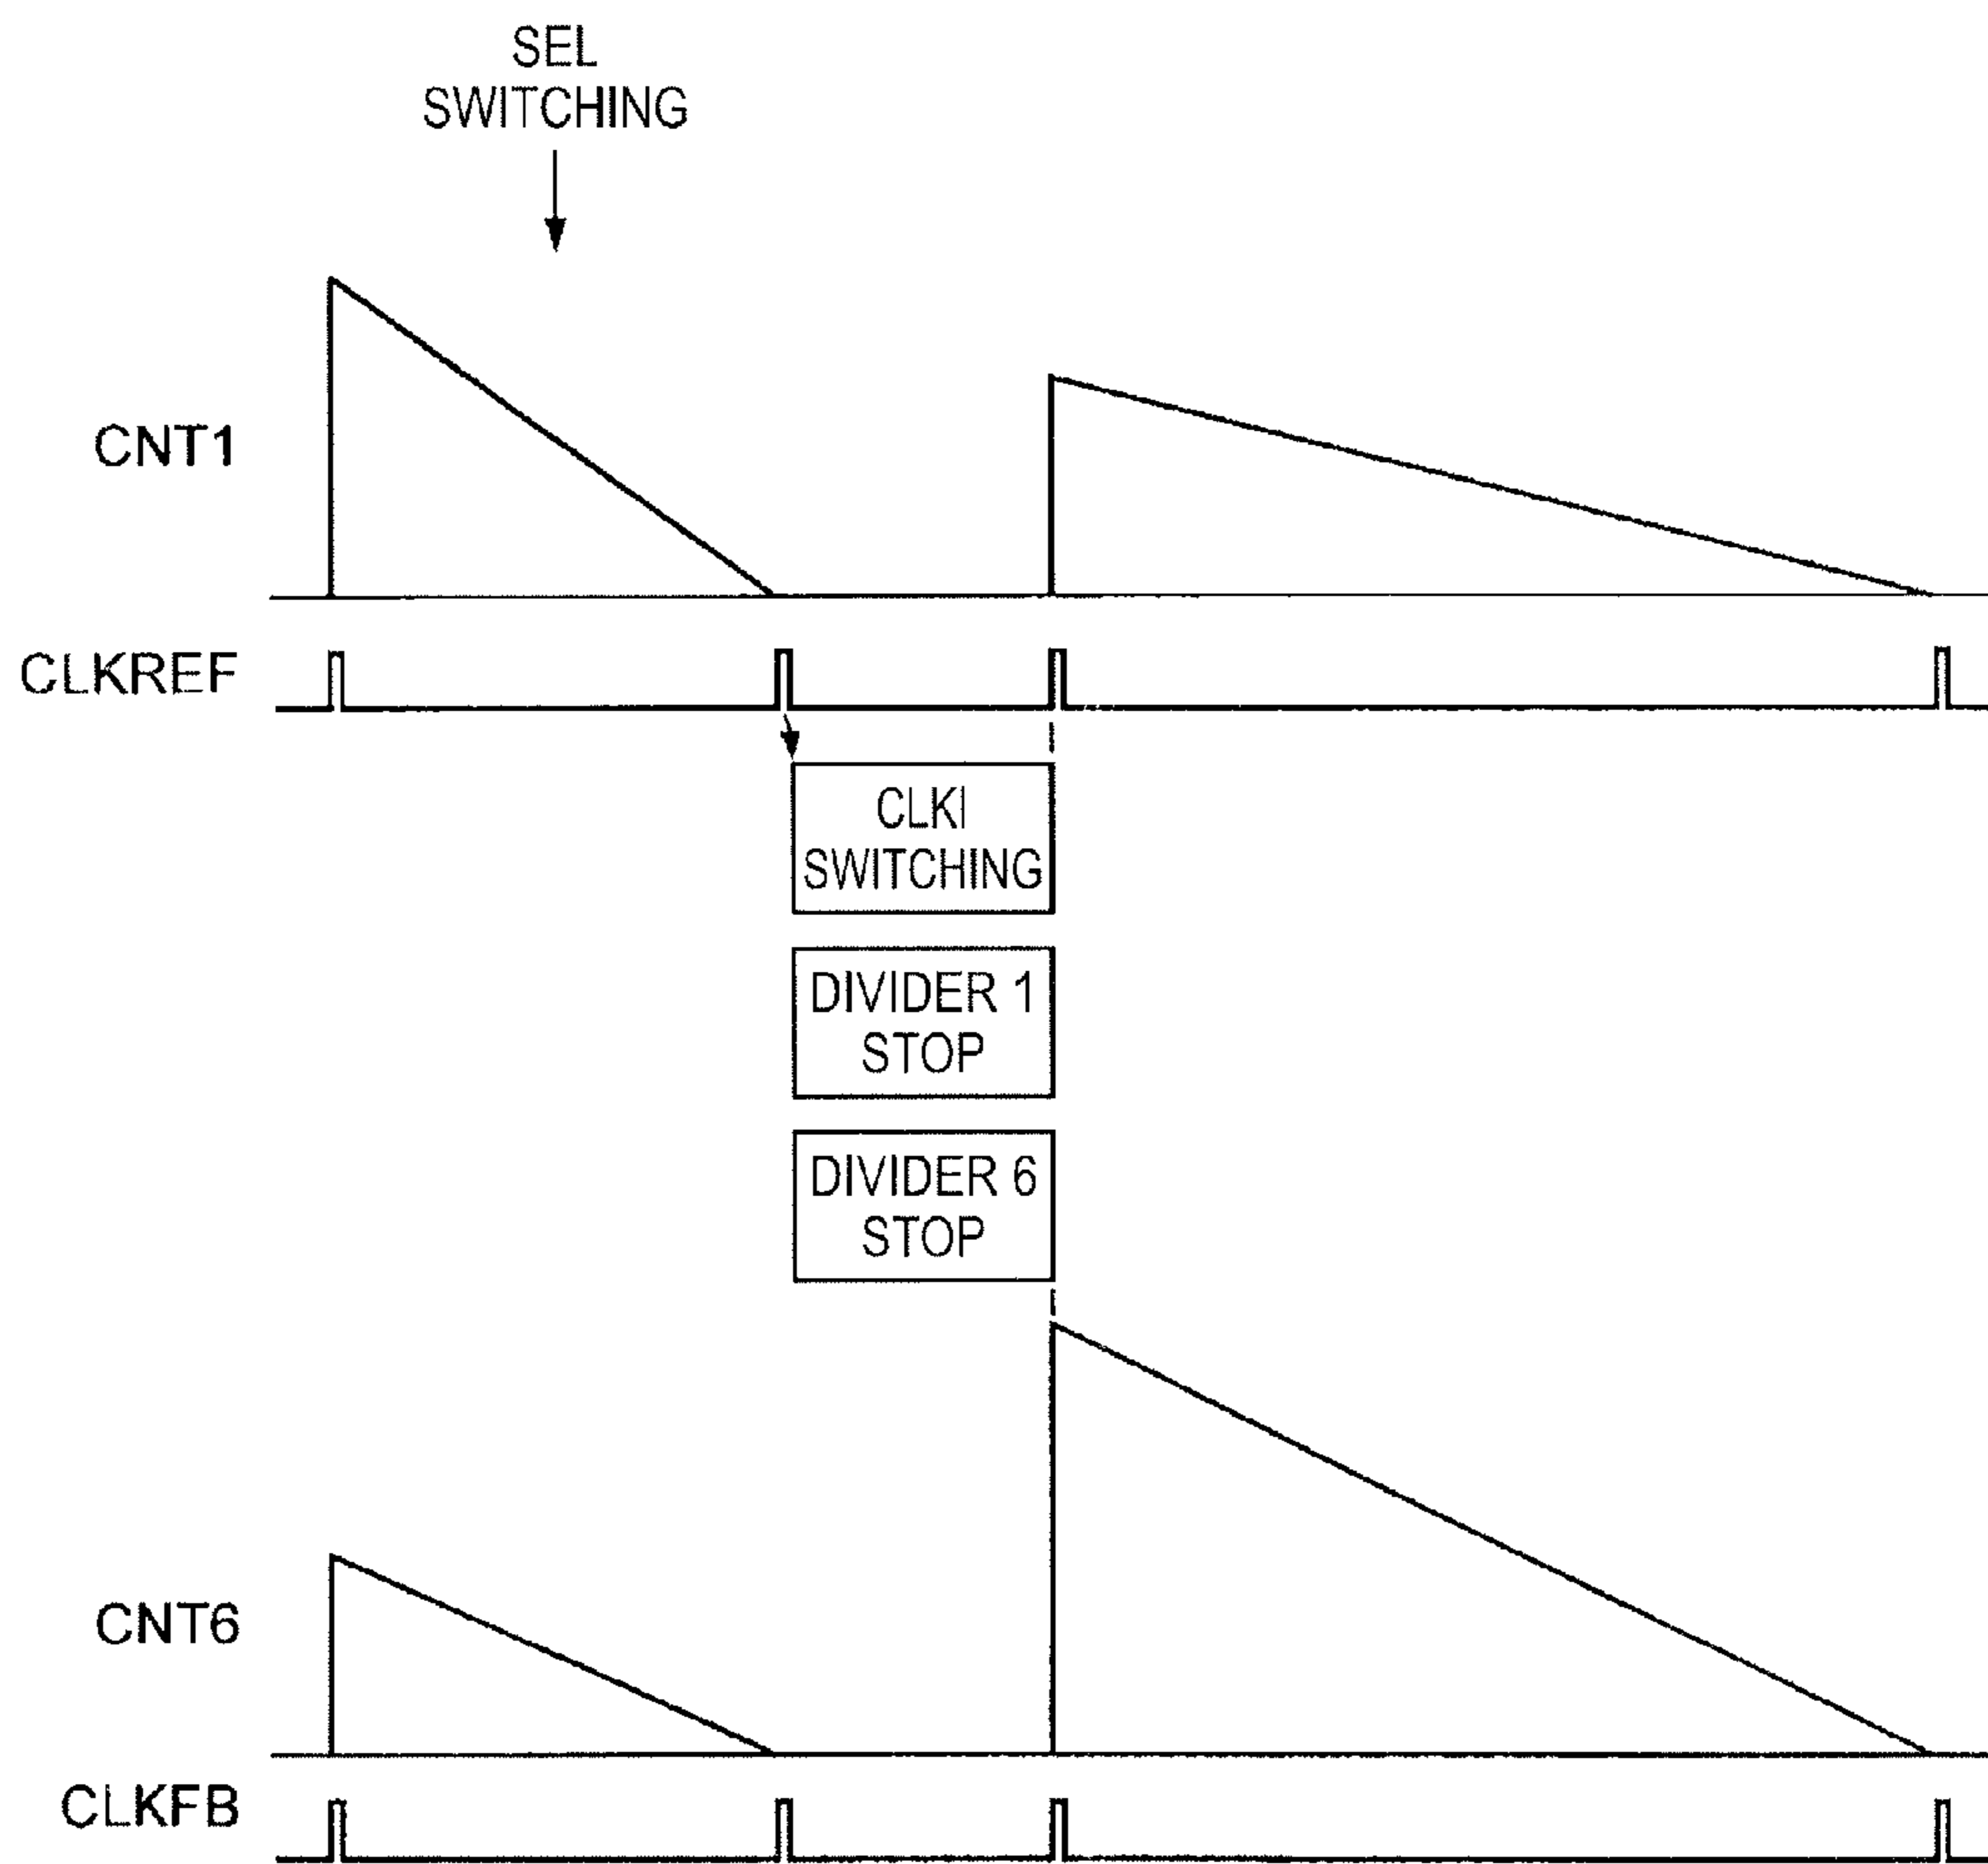 SEL
SWITCHING
CNT1
CLKREF
CLKI
SWITCHING
DIVIDER 1
STOP
DIVIDER 6
STOP
CNT6
CLKFB